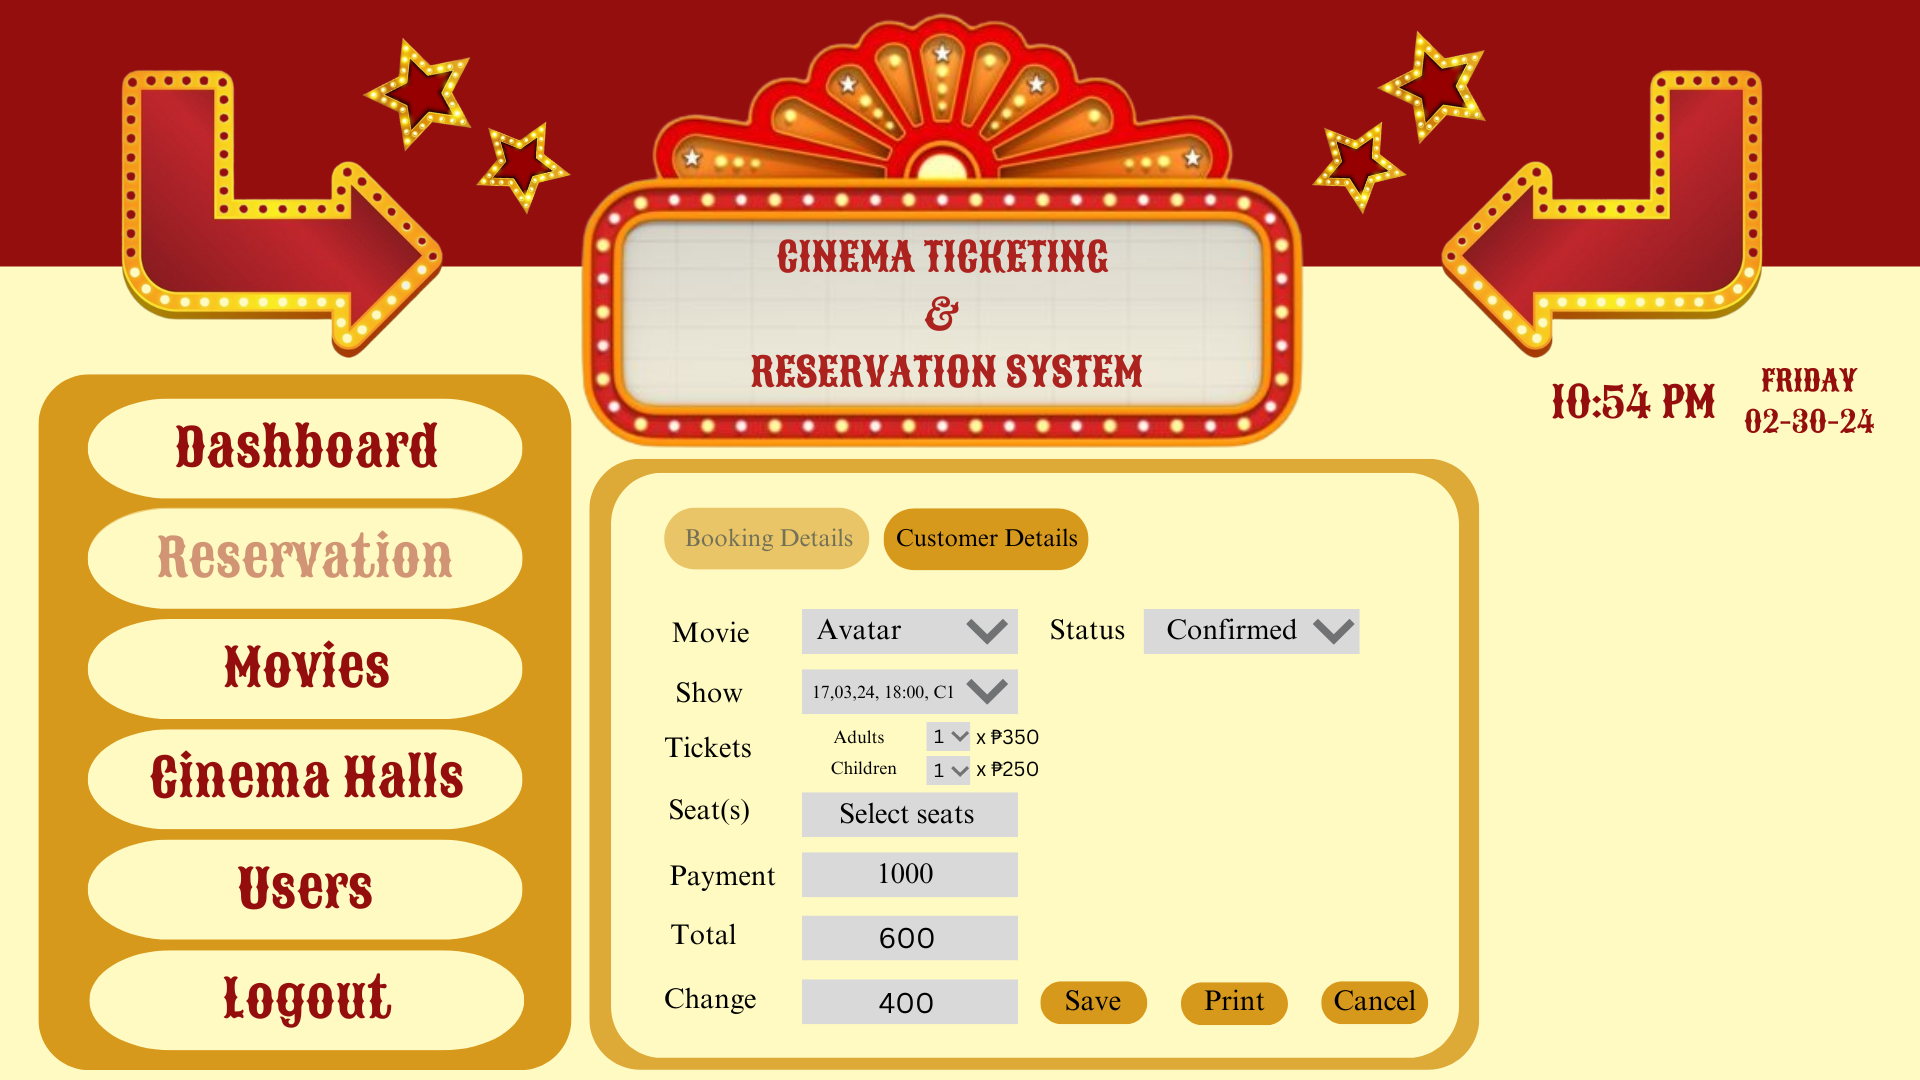 CINEMA TICKETING
&
RESERVATION SYSTEM
10:54 PM
FRIDAY
02-30-24
Dashboard
Reservation
Movies
Cinema Halls
Users
Logout
Booking Details Customer Details
Movie Avatar Status Confirmed
Show 17,03,24, 18:00, C1
Tickets Adults 1 x ₱350
Children 1 x ₱250
Seat(s) Select seats
Payment 1000
Total 600
Change 400 Save Print Cancel